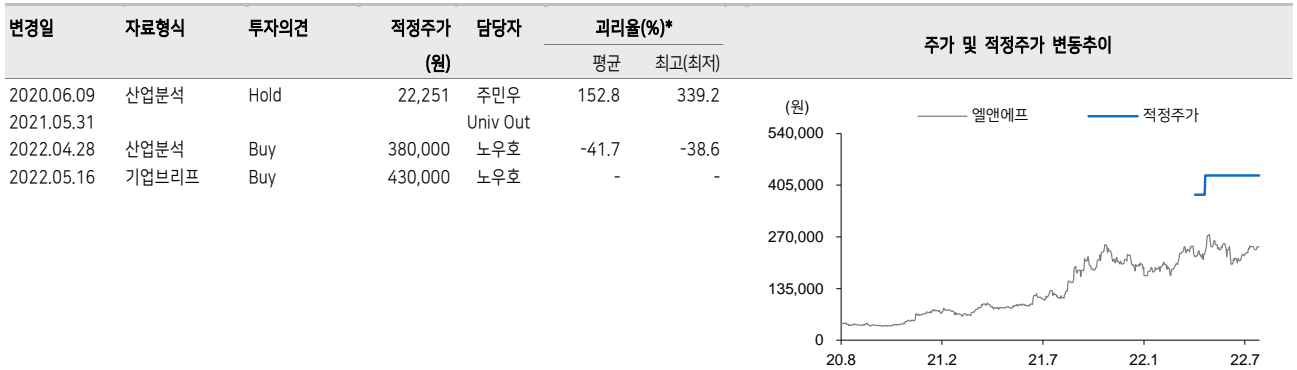 변경일 자료형식 투자의견 적정주가 담당자 괴리율(%)* 주가 및 적정주가 변동추이
(원) 평균 최고(최저)
2020.06.09 산업분석 Hold 22,251 주민우 152.8 339.2
2021.05.31 Univ Out
2022.04.28 산업분석 Buy 380,000 노우호 -41.7 -38.6
2022.05.16 기업브리프 Buy 430,000 노우호 - -
(원) 엘앤에프 적정주가
540,000
405,000
270,000
135,000
0
20.8 21.2 21.7 22.1 22.7